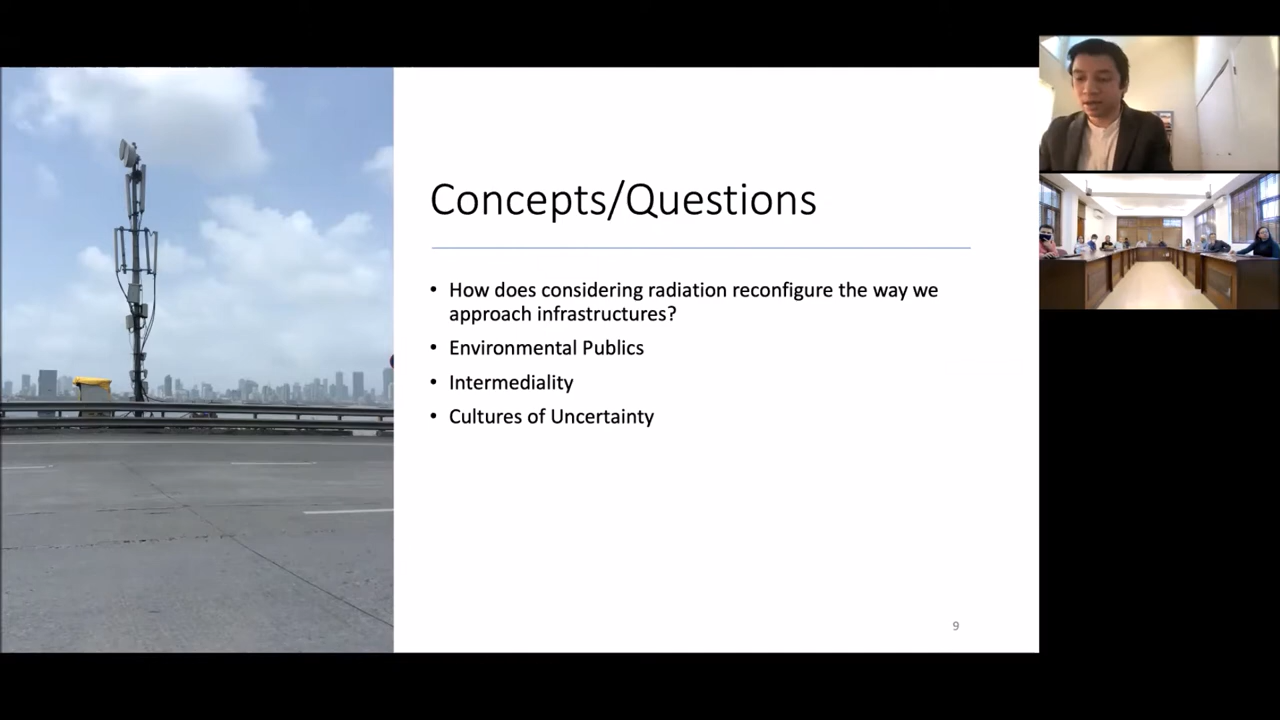 Concepts/Questions
• How does considering radiation reconfigure the way we
approach infrastructures?
• Environmental Publics
• Intermediality
• Cultures of Uncertainty
9